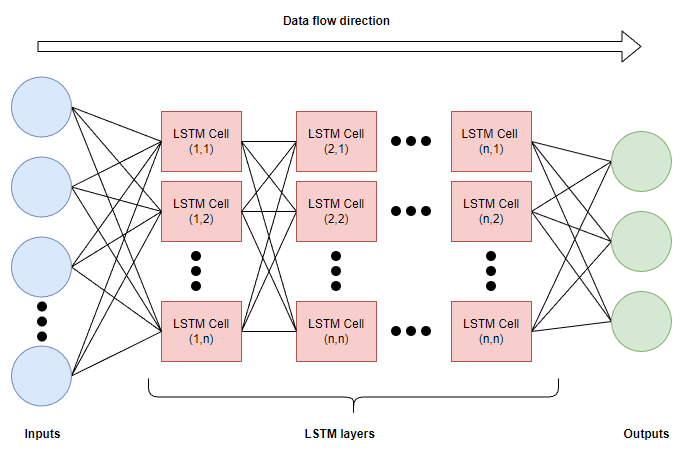 Data flow direction
LSTM Cell
(1,1)
LSTM Cell
(2,1)
LSTM Cell
(n,1)
LSTM Cell
(1,2)
LSTM Cell
(2,2)
LSTM Cell
(n,2)
LSTM Cell
(1,n)
LSTM Cell
(n,n)
LSTM Cell
(n,n)
Inputs
LSTM layers
Outputs